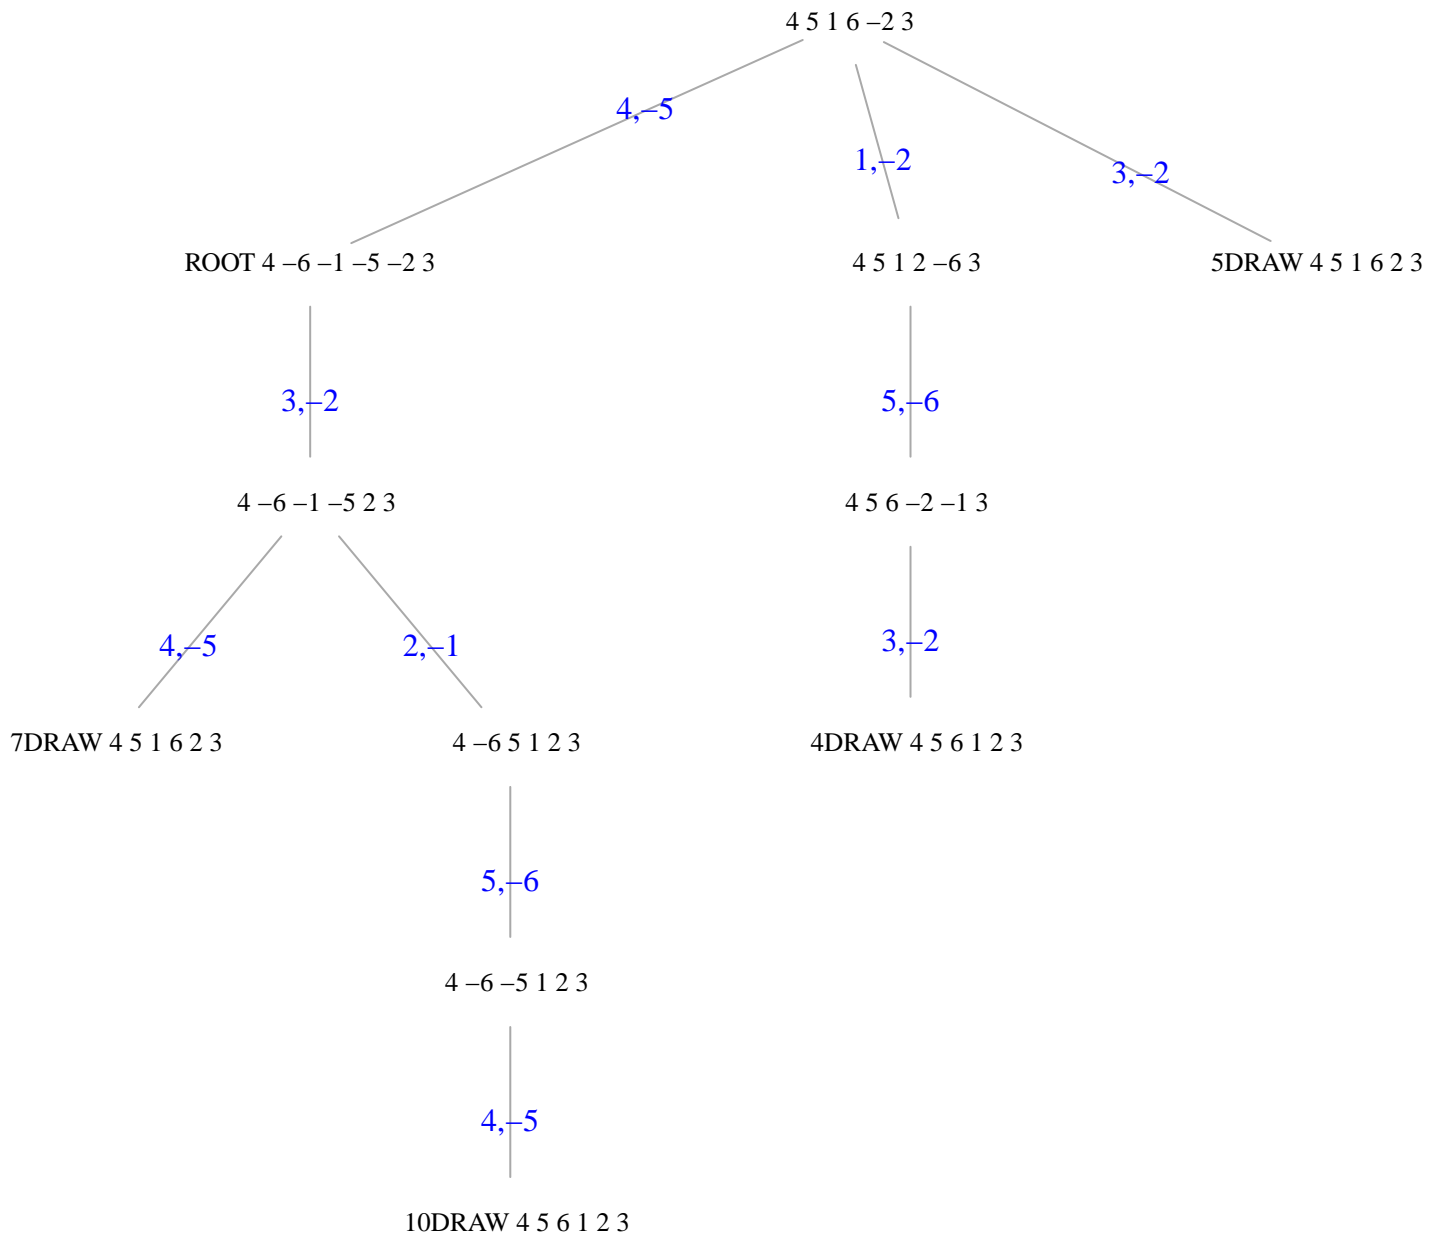 4 5 1 6 –2 3
4,–5
1,–2
3,–2
ROOT 4 –6 –1 –5 –2 3
4 5 1 2 –6 3
5DRAW 4 5 1 6 2 3
3,–2
5,–6
4 –6 –1 –5 2 3
4 5 6 –2 –1 3
4,–5
2,–1
3,–2
7DRAW 4 5 1 6 2 3
4 –6 5 1 2 3
4DRAW 4 5 6 1 2 3
5,–6
4 –6 –5 1 2 3
4,–5
10DRAW 4 5 6 1 2 3